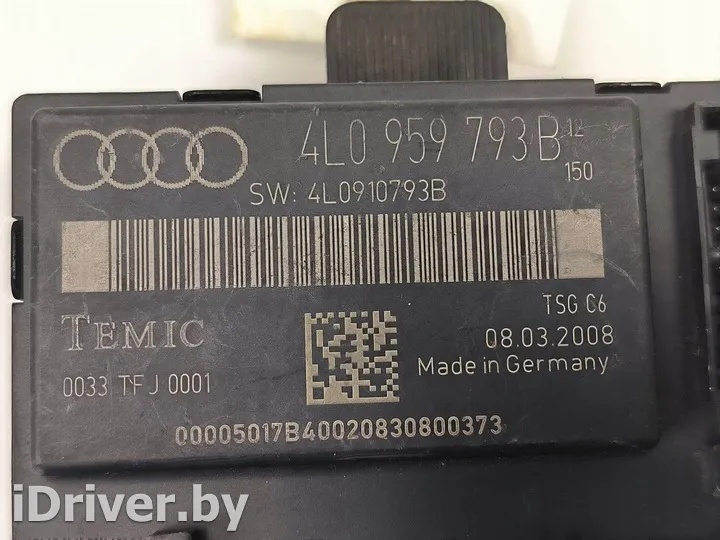 4L0 959 793B 12
150
SW: 4L0910793B
TSG C6
TEMIC
08.03.2008
Made in Germany
0033 TFJ 0001
00005017B40020830800373
iDriver.by